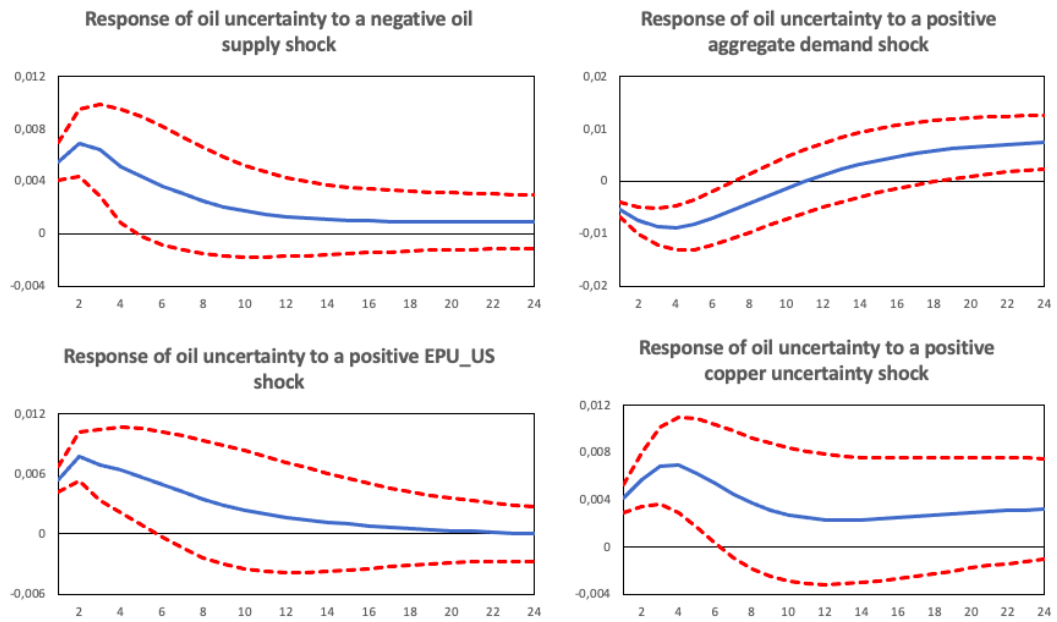 Response of oil uncertainty to a negative oil
supply shock
0,012
0,008
0,004
0
-0,004
2 4 6 8 10 12 14 16 18 20 22 24
Response of oil uncertainty to a positive
aggregate demand shock
0,02
0,01
0
-0,01
-0,02
2 4 6 8 10 12 14 16 18 20 22 24
Response of oil uncertainty to a positive EPU_US
shock
0,012
0,006
0
-0,006
2 4 6 8 10 12 14 16 18 20 22 24
Response of oil uncertainty to a positive
copper uncertainty shock
0,012
0,008
0,004
0
-0,004
2 4 6 8 10 12 14 16 18 20 22 24